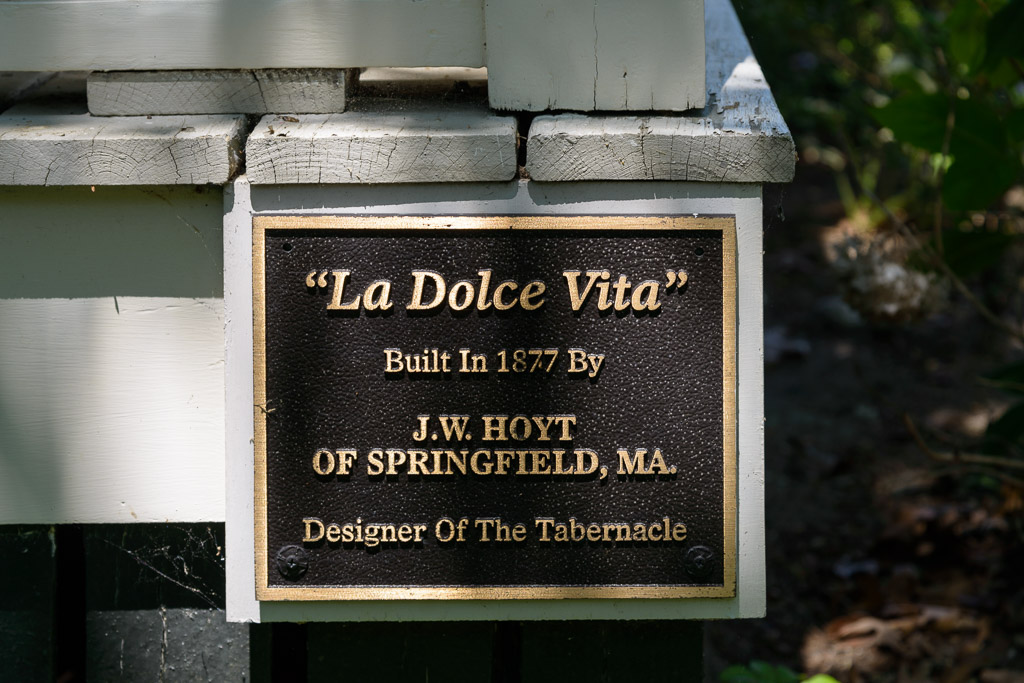 “La Dolce Vita”
Built In 1877 By
J.W. HOYT
OF SPRINGFIELD, MA.
Designer Of The Tabernacle